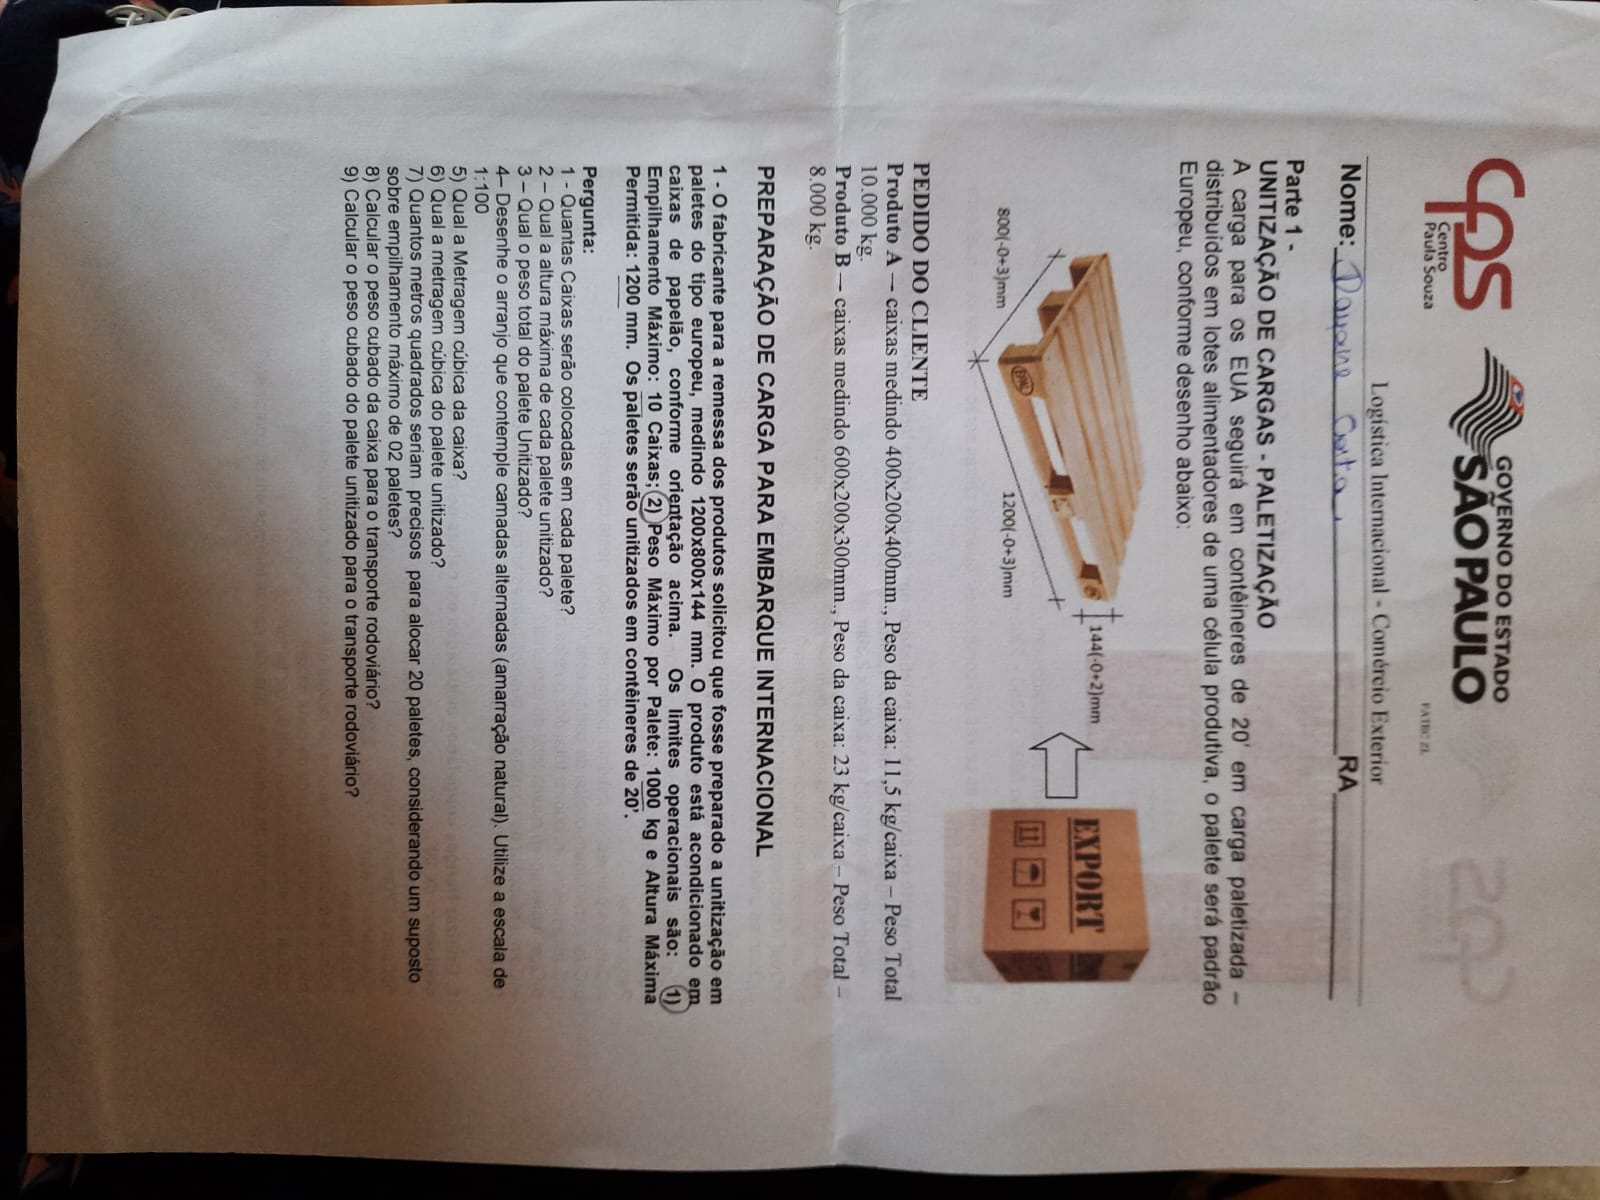 cps
Centro
Paula Souza
GOVERNO DO ESTADO
SÃO PAULO
FATEC ZL
Logística Internacional - Comércio Exterior
Nome: Dayane Costa. RA
Parte 1 -
UNITIZAÇÃO DE CARGAS - PALETIZAÇÃO
A carga para os EUA seguirá em contêineres de 20' em carga paletizada –
distribuídos em lotes alimentadores de uma célula produtiva, o palete será padrão
Europeu, conforme desenho abaixo:
144(-0+2)mm
EXPORT
EPAL
800(-0+3)mm
1200(-0+3)mm
PEDIDO DO CLIENTE
Produto A — caixas medindo 400x200x400mm., Peso da caixa: 11,5 kg/caixa – Peso Total
10.000 kg.
Produto B — caixas medindo 600x200x300mm., Peso da caixa: 23 kg/caixa – Peso Total –
8.000 kg.
PREPARAÇÃO DE CARGA PARA EMBARQUE INTERNACIONAL
1 - O fabricante para a remessa dos produtos solicitou que fosse preparado a unitização em
paletes do tipo europeu, medindo 1200x800x144 mm. O produto está acondicionado em
caixas de papelão, conforme orientação acima. Os limites operacionais são: 1)
Empilhamento Máximo: 10 Caixas; 2) Peso Máximo por Palete: 1000 kg e Altura Máxima
Permitida: 1200 mm. Os paletes serão unitizados em contêineres de 20'.
Pergunta:
1 - Quantas Caixas serão colocadas em cada palete?
2 – Qual a altura máxima de cada palete unitizado?
3 – Qual o peso total do palete Unitizado?
4– Desenhe o arranjo que contemple camadas alternadas (amarração natural). Utilize a escala de
1:100
5) Qual a Metragem cúbica da caixa?
6) Qual a metragem cúbica do palete unitizado?
7) Quantos metros quadrados seriam precisos para alocar 20 paletes, considerando um suposto
sobre empilhamento máximo de 02 paletes?
8) Calcular o peso cubado da caixa para o transporte rodoviário?
9) Calcular o peso cubado do palete unitizado para o transporte rodoviário?